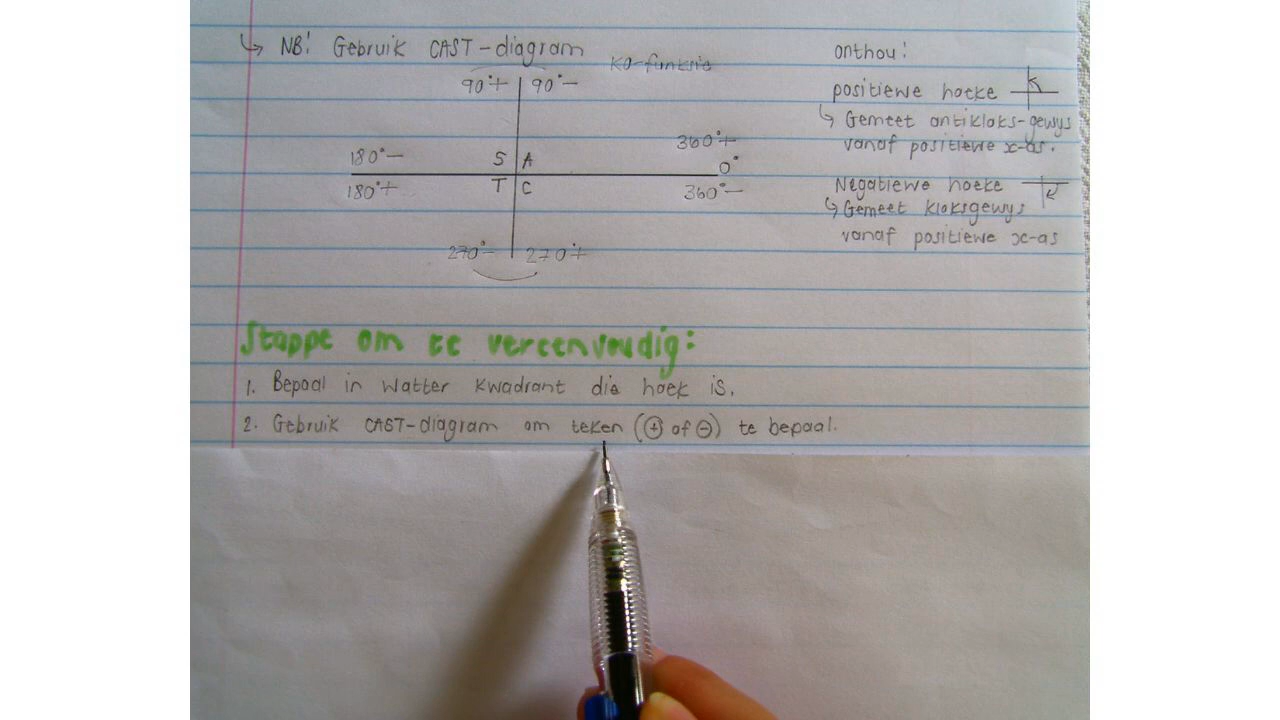 ↳ NB! Gebruik CAST-diagram
ko-funksie
90°+ 90°-
180°- S A 360°+
0°
180°+ T C 360°-
270°- 270°+
onthou!
positiewe hoeke
↳ Gemeet antikloks-gewys
vanaf positiewe x-as.
Negatiewe hoeke
↳ Gemeet kloksgewys
vanaf positiewe x-as
Stappe om te vereenvoudig:
1. Bepaal in watter kwadrant die hoek is.
2. Gebruik CAST-diagram om teken (⊕ of ⊖) te bepaal.